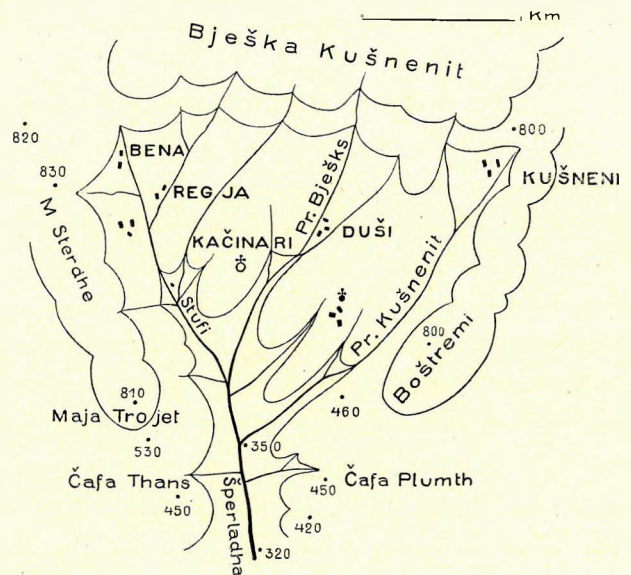 Km
Bješka Kušnenit
820
800
BENA
830
REGJA
KUŠNENI
M Sterdhe
Pr. Bješks
KAČINARI
DUŠI
Stufi
Pr. Kušnenit
800
Boštremi
810
460
Maja Trojet
530
350
Čafa Thans
450
Šperladha
450
Čafa Plumth
420
320